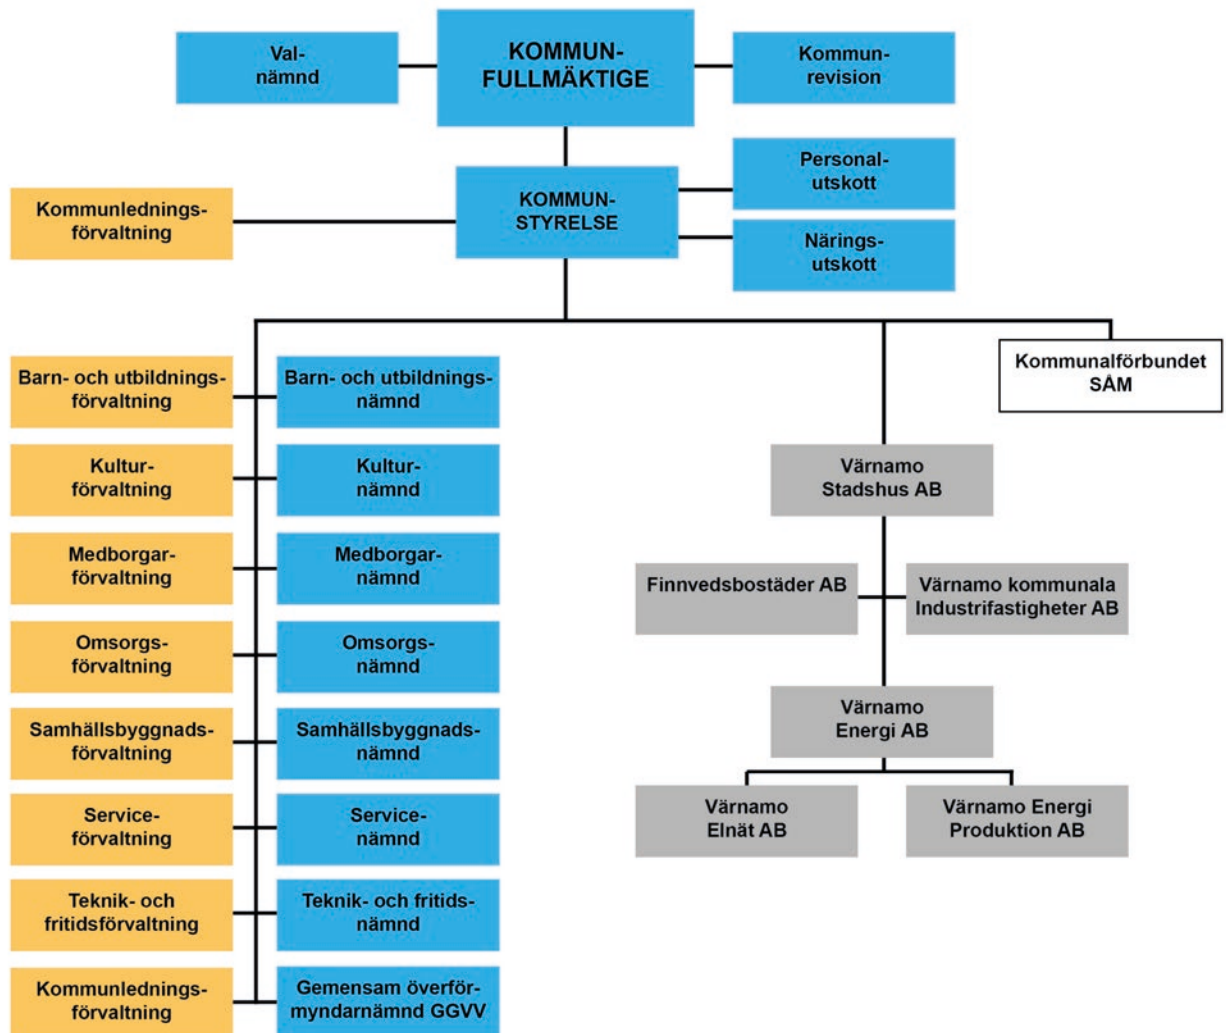 Val-
nämnd
KOMMUN-
FULLMÄKTIGE
Kommun-
revision
Personal-
utskott
Kommunlednings-
förvaltning
KOMMUN-
STYRELSE
Närings-
utskott
Kommunalförbundet
SÅM
Barn- och utbildnings-
förvaltning
Barn- och utbildnings-
nämnd
Kultur-
förvaltning
Kultur-
nämnd
Medborgar-
förvaltning
Medborgar-
nämnd
Omsorgs-
förvaltning
Omsorgs-
nämnd
Samhällsbyggnads-
förvaltning
Samhällsbyggnads-
nämnd
Service-
förvaltning
Service-
nämnd
Teknik- och
fritidsförvaltning
Teknik- och fritids-
nämnd
Kommunlednings-
förvaltning
Gemensam överför-
myndarnämnd GGVV
Värnamo
Stadshus AB
Finnvedsbostäder AB
Värnamo kommunala
Industrifastigheter AB
Värnamo
Energi AB
Värnamo
Elnät AB
Värnamo Energi
Produktion AB